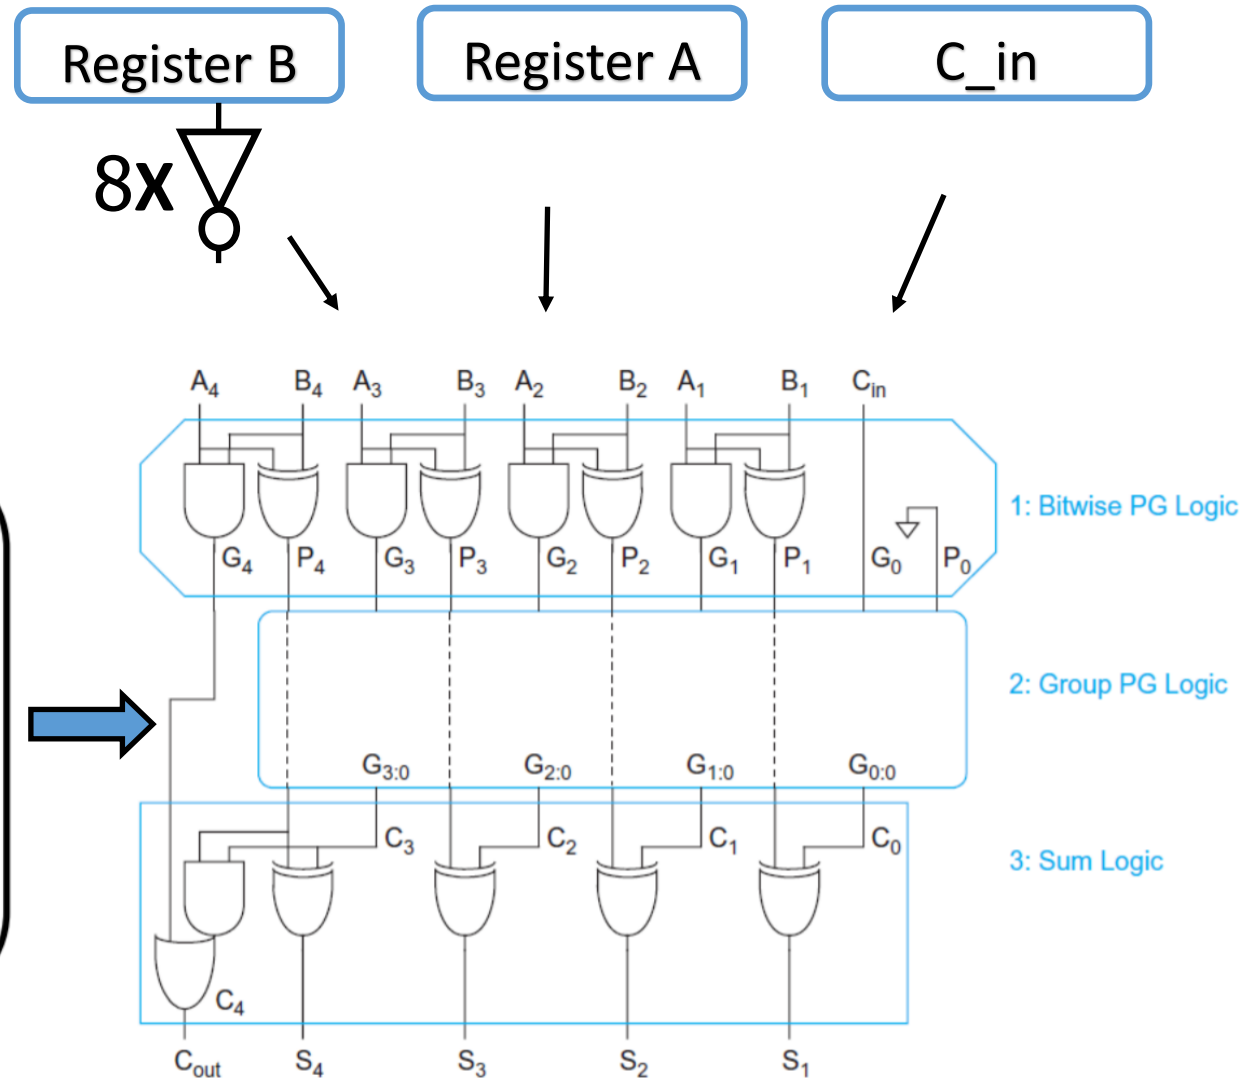 Register B
Register A
C_in
8X
A₄ B₄ A₃ B₃ A₂ B₂ A₁ B₁ Cᵢₙ
1: Bitwise PG Logic
G₄ P₄ G₃ P₃ G₂ P₂ G₁ P₁ G₀ P₀
2: Group PG Logic
G₃:₀ G₂:₀ G₁:₀ G₀:₀
C₃ C₂ C₁ C₀
3: Sum Logic
C₄
Cout S₄ S₃ S₂ S₁